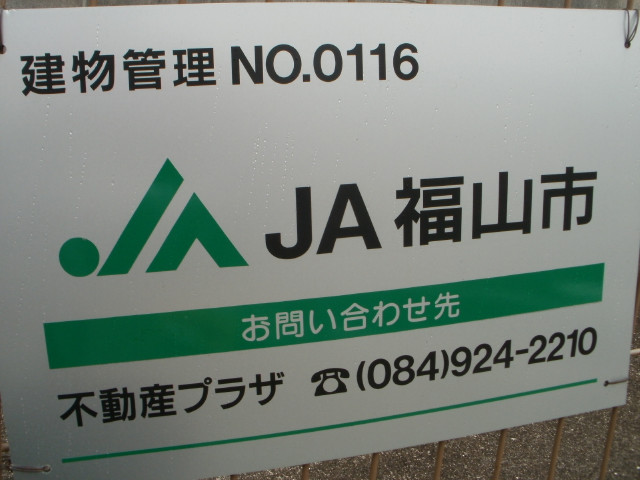 建物管理 NO.0116
JA 福山市
お問い合わせ先
不動産プラザ ☎(084)924-2210